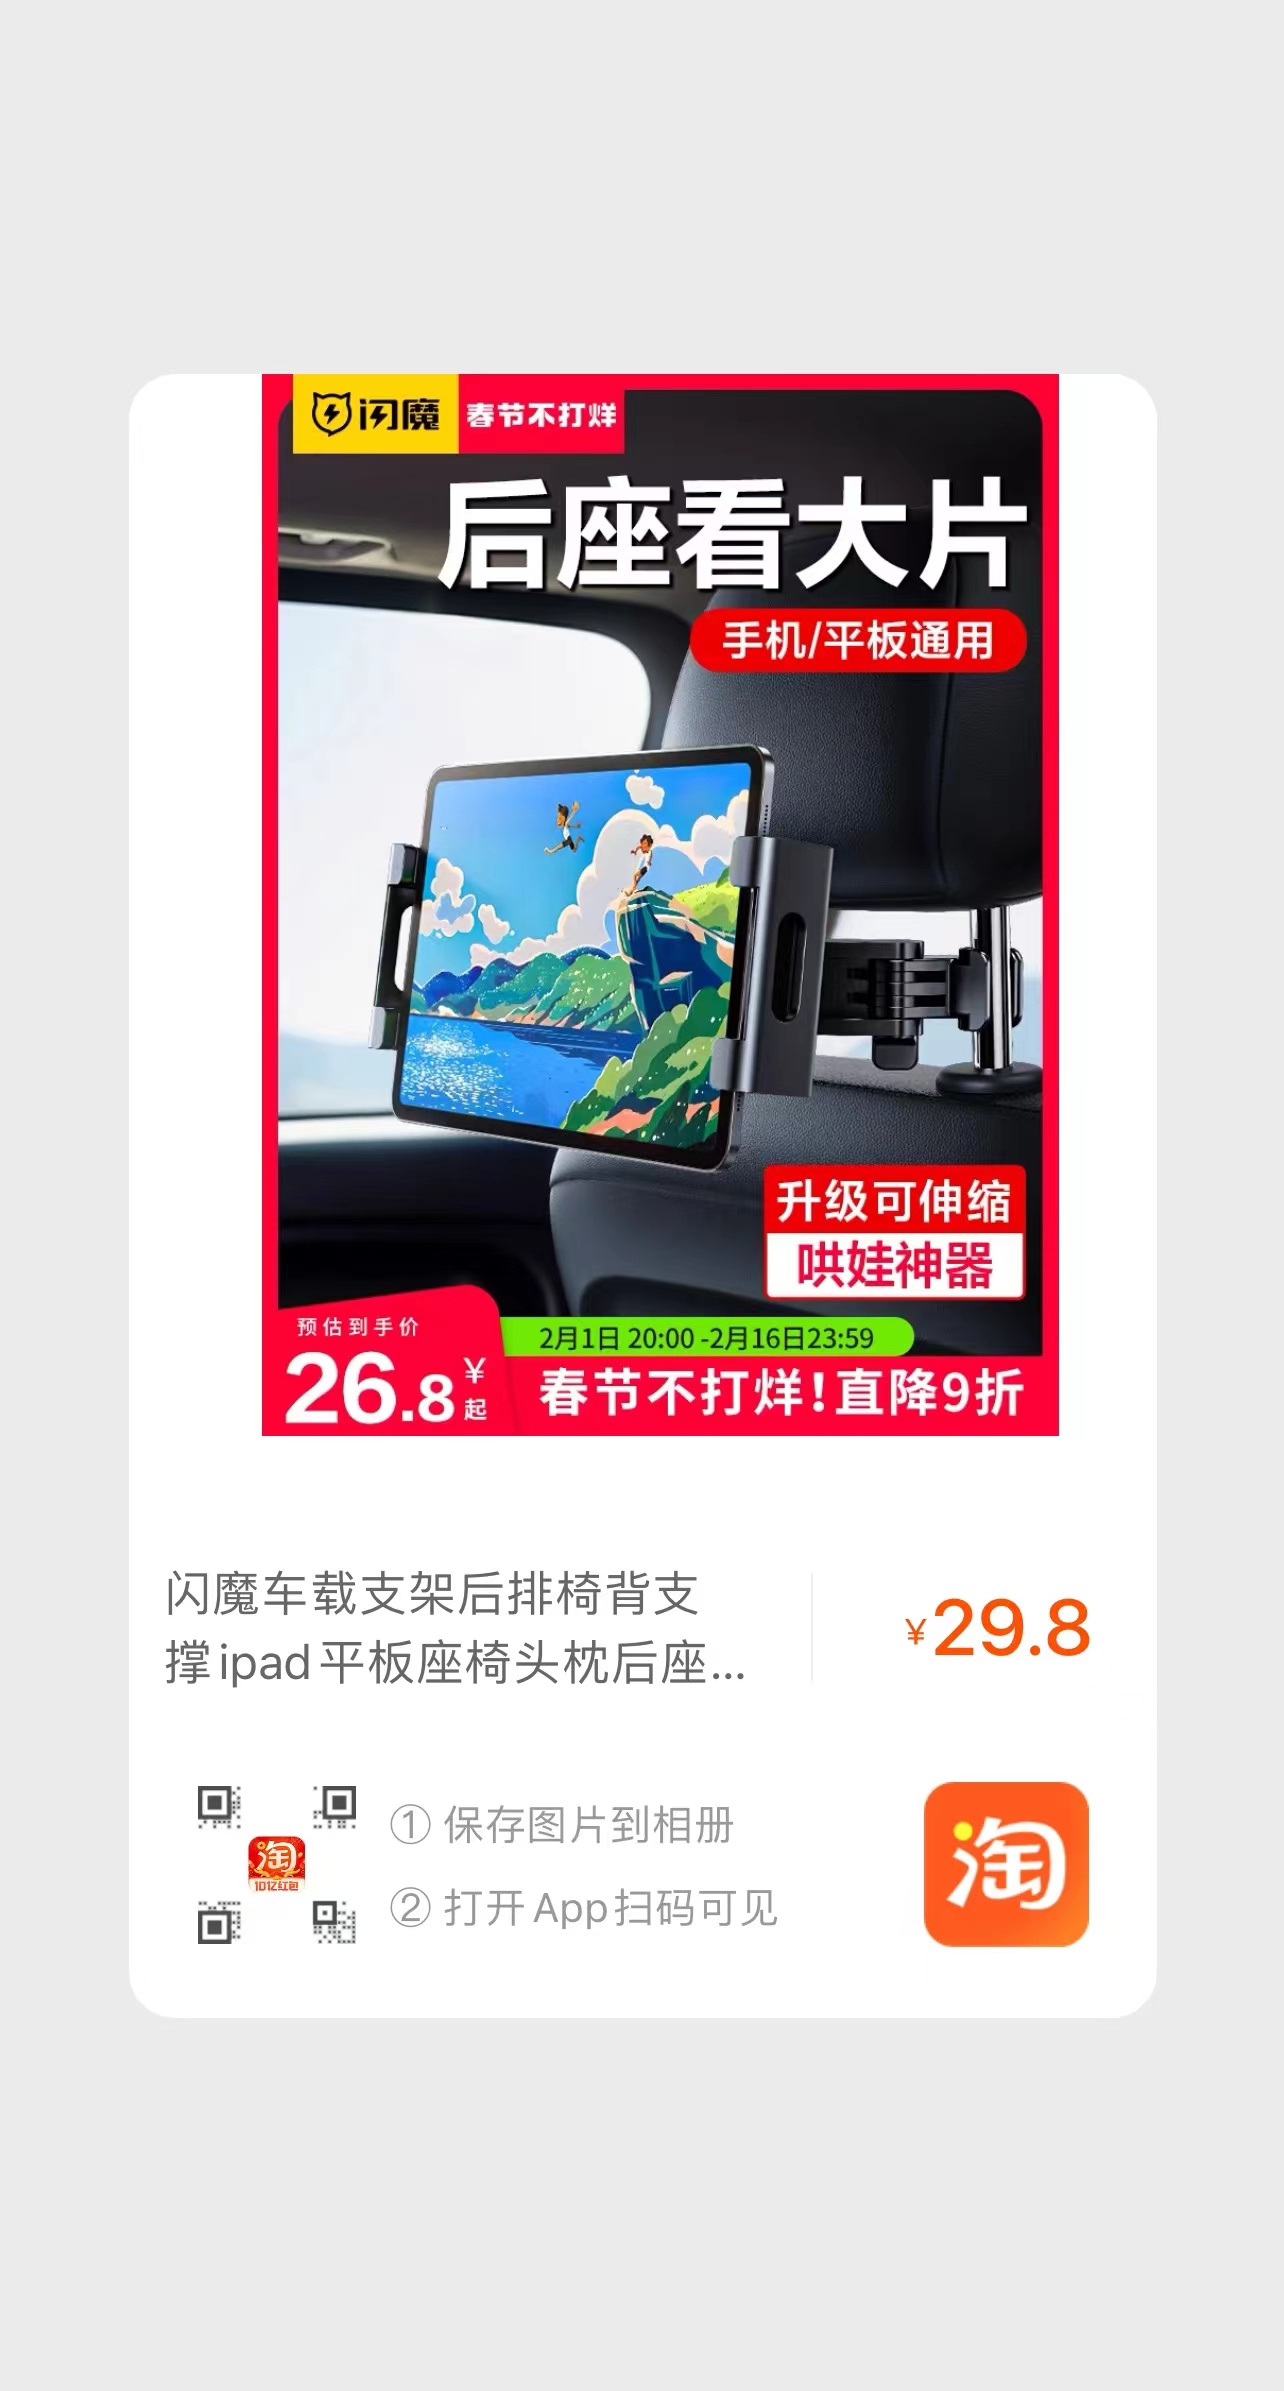 闪魔 春节不打烊
后座看大片
手机/平板通用
升级可伸缩
哄娃神器
预估到手价
26.8¥起
2月1日 20:00 -2月16日23:59
春节不打烊！直降9折
闪魔车载支架后排椅背支
撑ipad平板座椅头枕后座...
¥29.8
淘
10亿红包
① 保存图片到相册
② 打开App扫码可见
淘